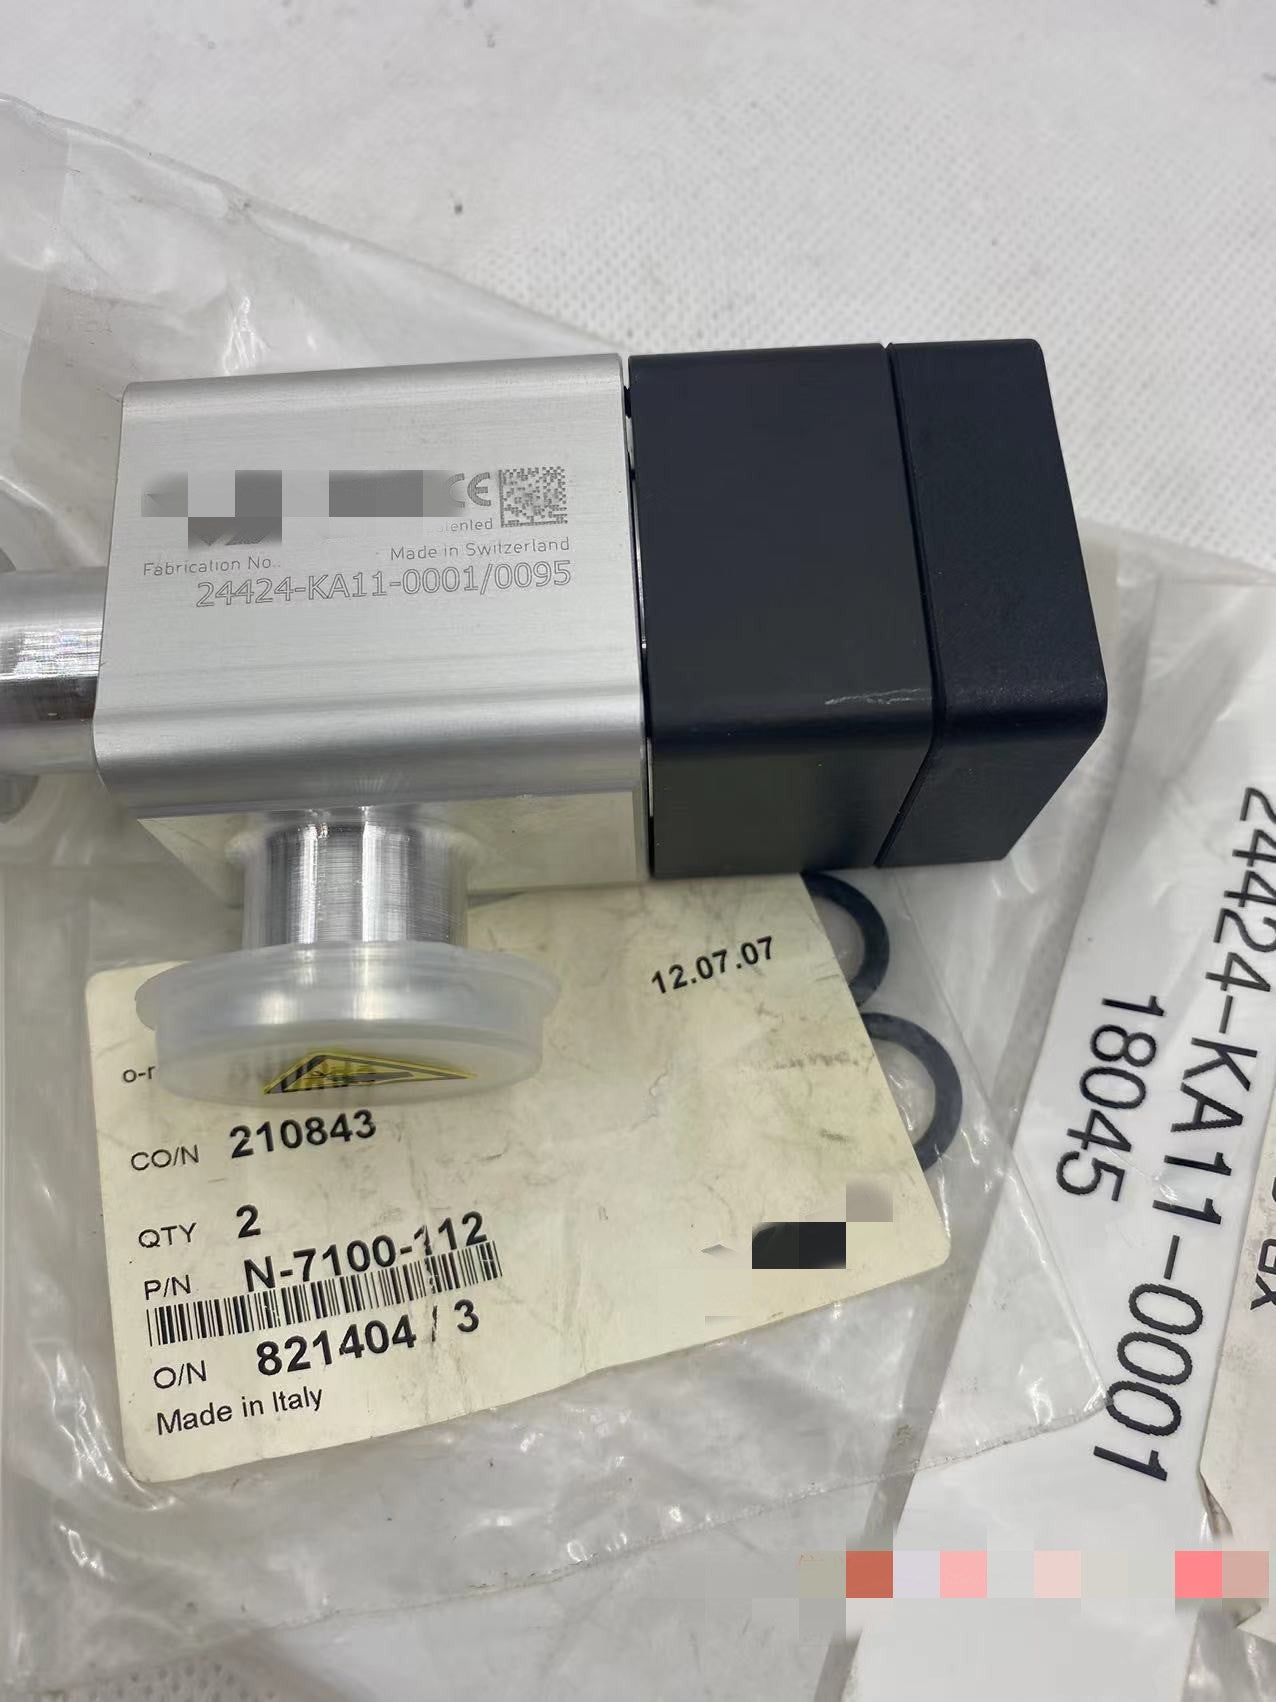 CE
Made in Switzerland
Fabrication No.:
24424-KA11-0001/0095
12.07.07
CO/N 210843
QTY 2
P/N N-7100-112
O/N 821404 / 3
Made in Italy
24424-KA11-0001
18045